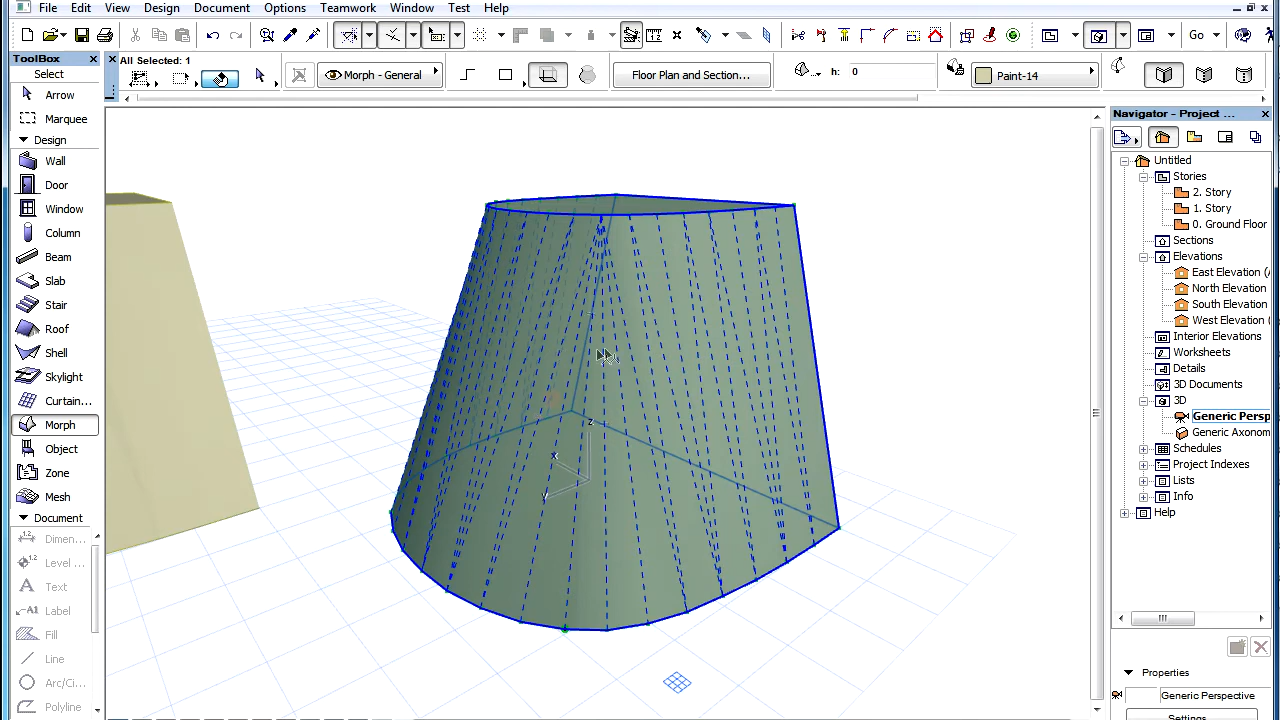 File Edit View Design Document Options Teamwork Window Test Help
Go
ToolBox
Select
All Selected: 1
Morph - General
Floor Plan and Section...
h: 0
Paint-14
Arrow
Marquee
Design
Wall
Door
Window
Column
Beam
Slab
Stair
Roof
Shell
Skylight
Curtain...
Morph
Object
Zone
Mesh
Document
Dimen...
Level ...
A Text
A1 Label
Fill
Line
Arc/Ci...
Polyline
z
x
y
Navigator - Project ...
Untitled
Stories
2. Story
1. Story
0. Ground Floor
Sections
Elevations
East Elevation (
North Elevation
South Elevation
West Elevation (
Interior Elevations
Worksheets
Details
3D Documents
3D
Generic Persp
Generic Axonom
Schedules
Project Indexes
Lists
Info
Help
Properties
Generic Perspective
Settings